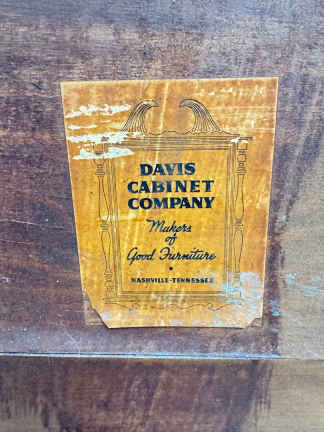 DAVIS
CABINET
COMPANY
Makers
of
Good Furniture
NASHVILLE-TENNESSEE